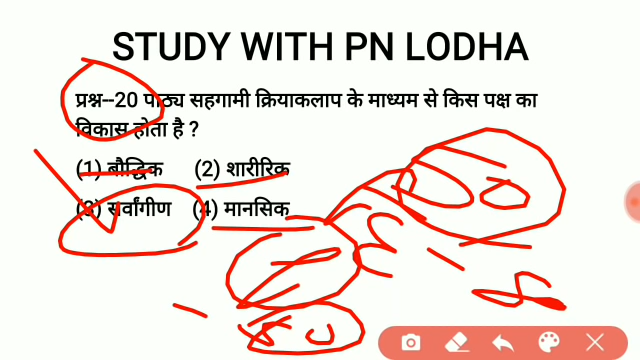 STUDY WITH PN LODHA
प्रश्न--20 पाठ्य सहगामी क्रियाकलाप के माध्यम से किस पक्ष का
विकास होता है ?
(1) बौद्धिक (2) शारीरिक
(3) सर्वांगीण (4) मानसिक